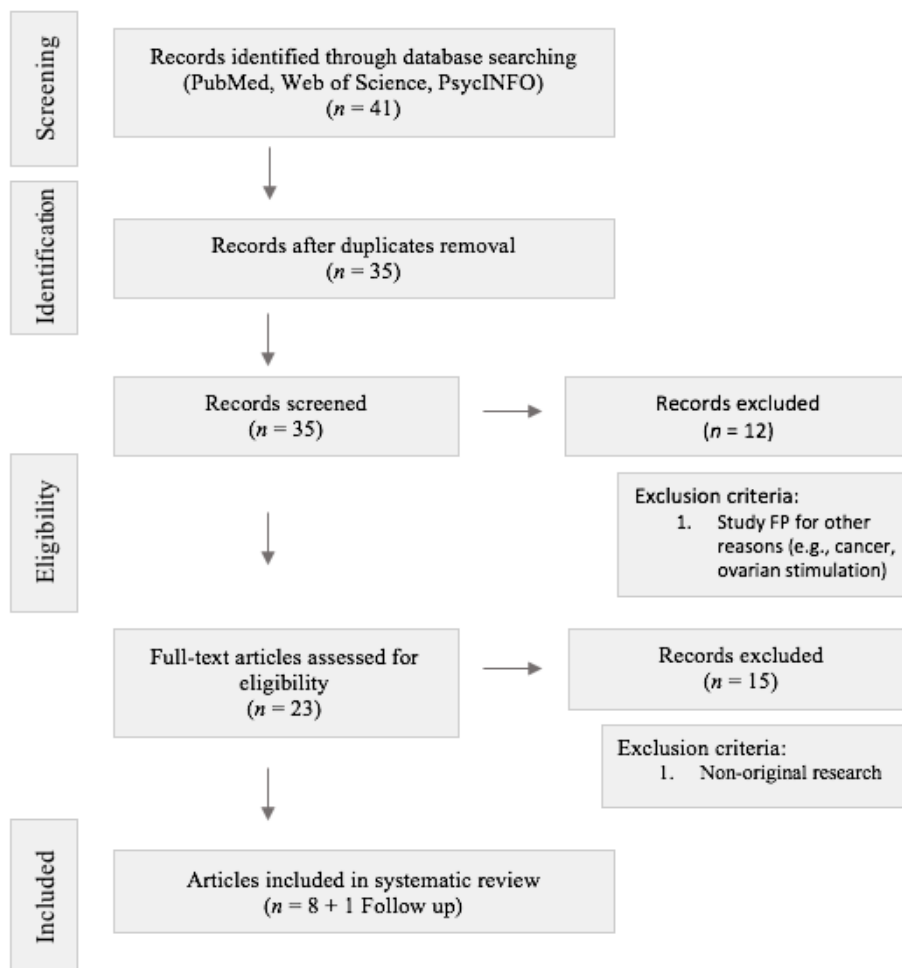 Screening
Records identified through database searching
(PubMed, Web of Science, PsycINFO)
(n = 41)
Identification
Records after duplicates removal
(n = 35)
Records screened
(n = 35)
Records excluded
(n = 12)
Eligibility
Exclusion criteria:
1. Study FP for other
reasons (e.g., cancer,
ovarian stimulation)
Full-text articles assessed for
eligibility
(n = 23)
Records excluded
(n = 15)
Exclusion criteria:
1. Non-original research
Included
Articles included in systematic review
(n = 8 + 1 Follow up)